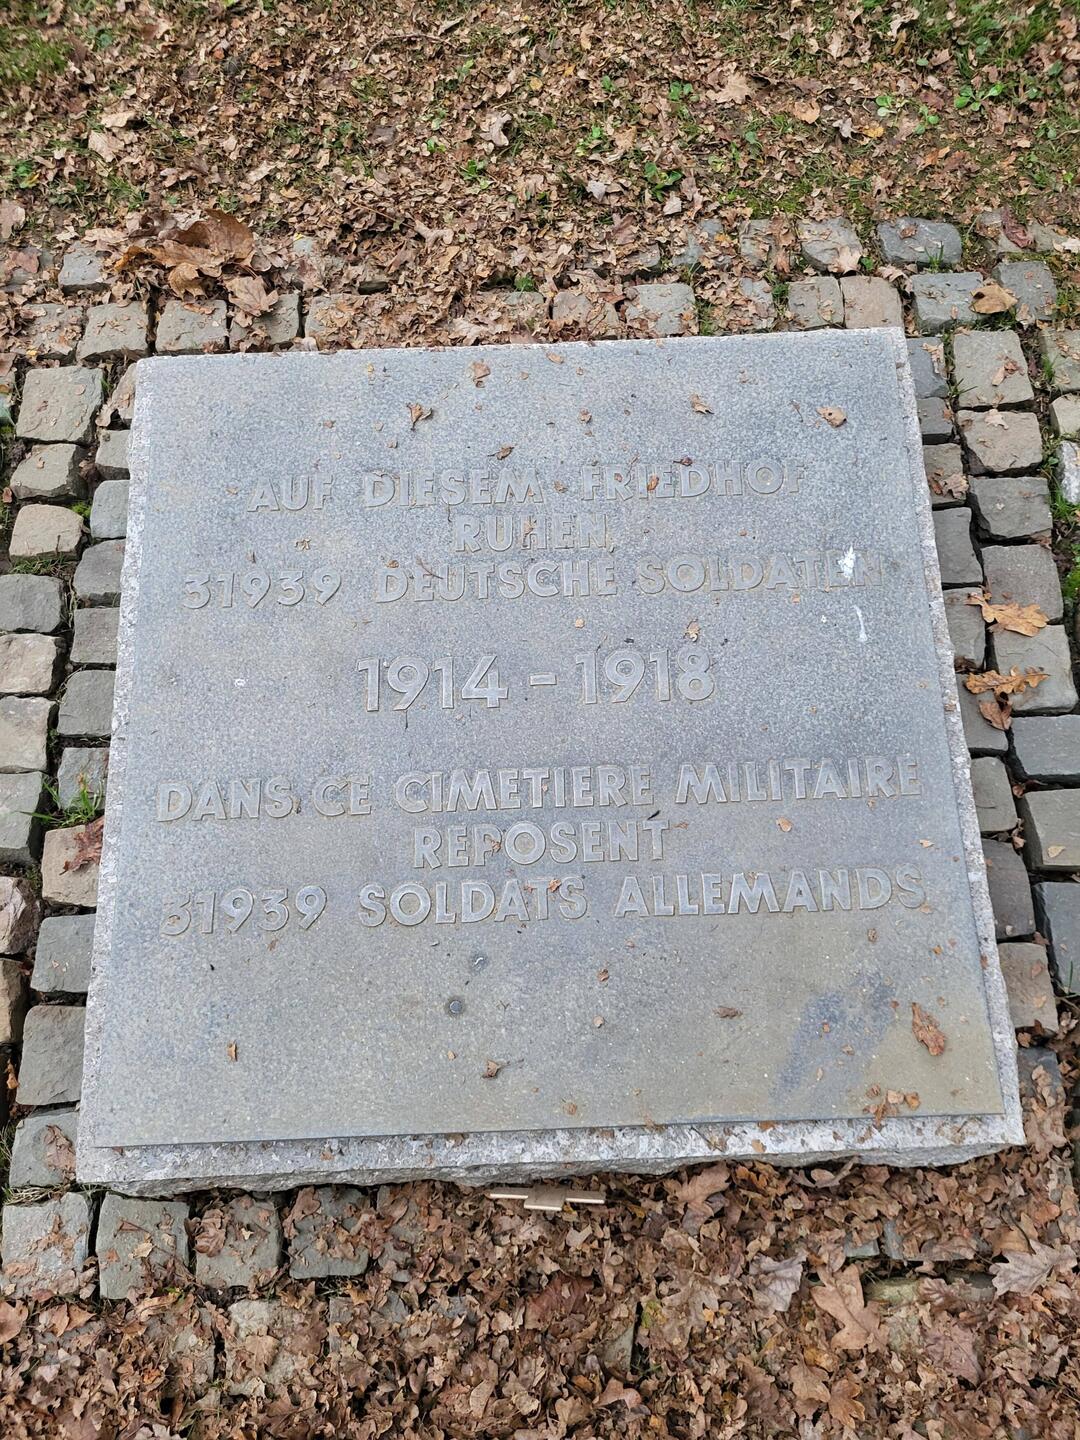 AUF DIESEM FRIEDHOF
RUHEN
31939 DEUTSCHE SOLDATEN
1914 - 1918
DANS CE CIMETIERE MILITAIRE
REPOSENT
31939 SOLDATS ALLEMANDS